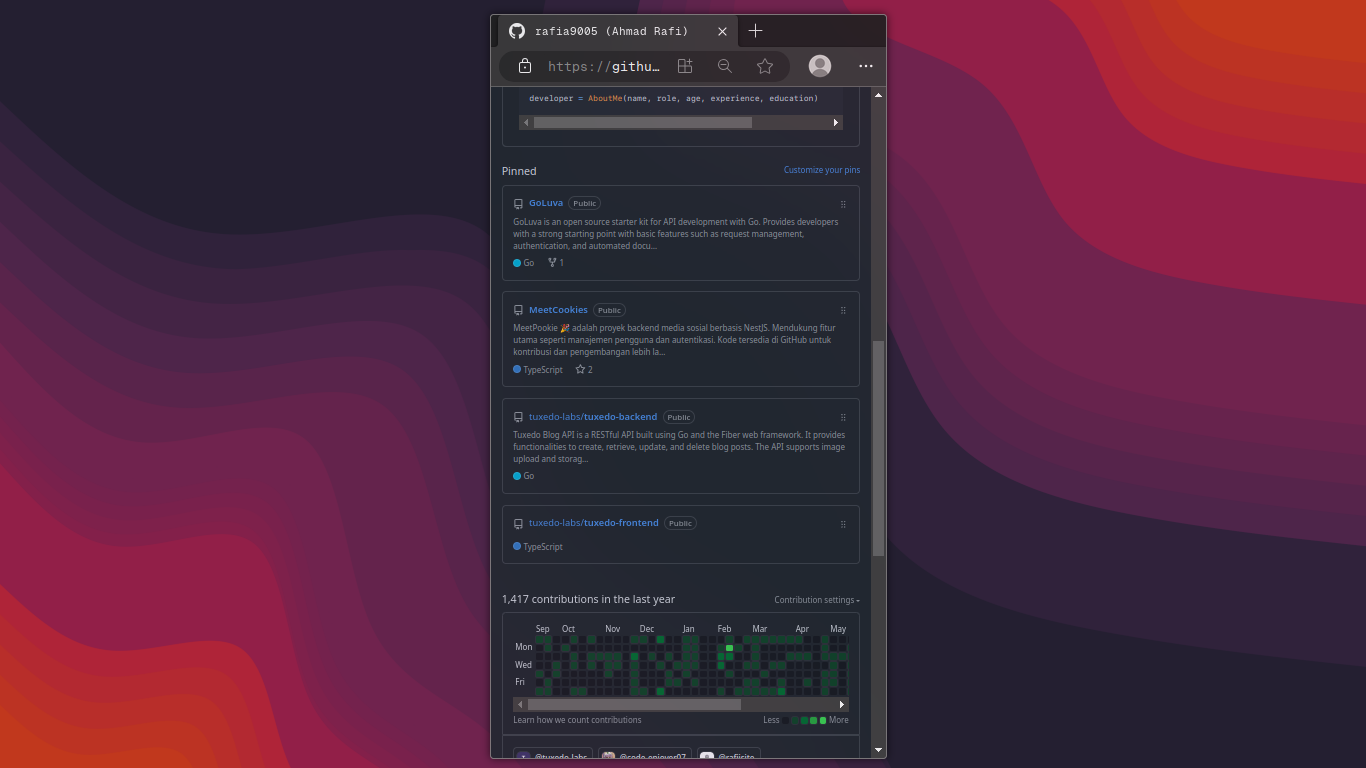 rafia9005 (Ahmad Rafi)
https://githu…
developer = AboutMe(name, role, age, experience, education)
Pinned
Customize your pins
GoLuva Public
GoLuva is an open source starter kit for API development with Go. Provides developers
with a strong starting point with basic features such as request management,
authentication, and automated docu...
Go 1
MeetCookies Public
MeetPookie 🎉 adalah proyek backend media sosial berbasis NestJS. Mendukung fitur
utama seperti manajemen pengguna dan autentikasi. Kode tersedia di GitHub untuk
kontribusi dan pengembangan lebih la...
TypeScript 2
tuxedo-labs/tuxedo-backend Public
Tuxedo Blog API is a RESTful API built using Go and the Fiber web framework. It provides
functionalities to create, retrieve, update, and delete blog posts. The API supports image
upload and storag...
Go
tuxedo-labs/tuxedo-frontend Public
TypeScript
1,417 contributions in the last year
Contribution settings
Sep Oct Nov Dec Jan Feb Mar Apr May
Mon
Wed
Fri
Learn how we count contributions
Less More
@tuxedo-labs @code-enjoyer07 @rafiisite